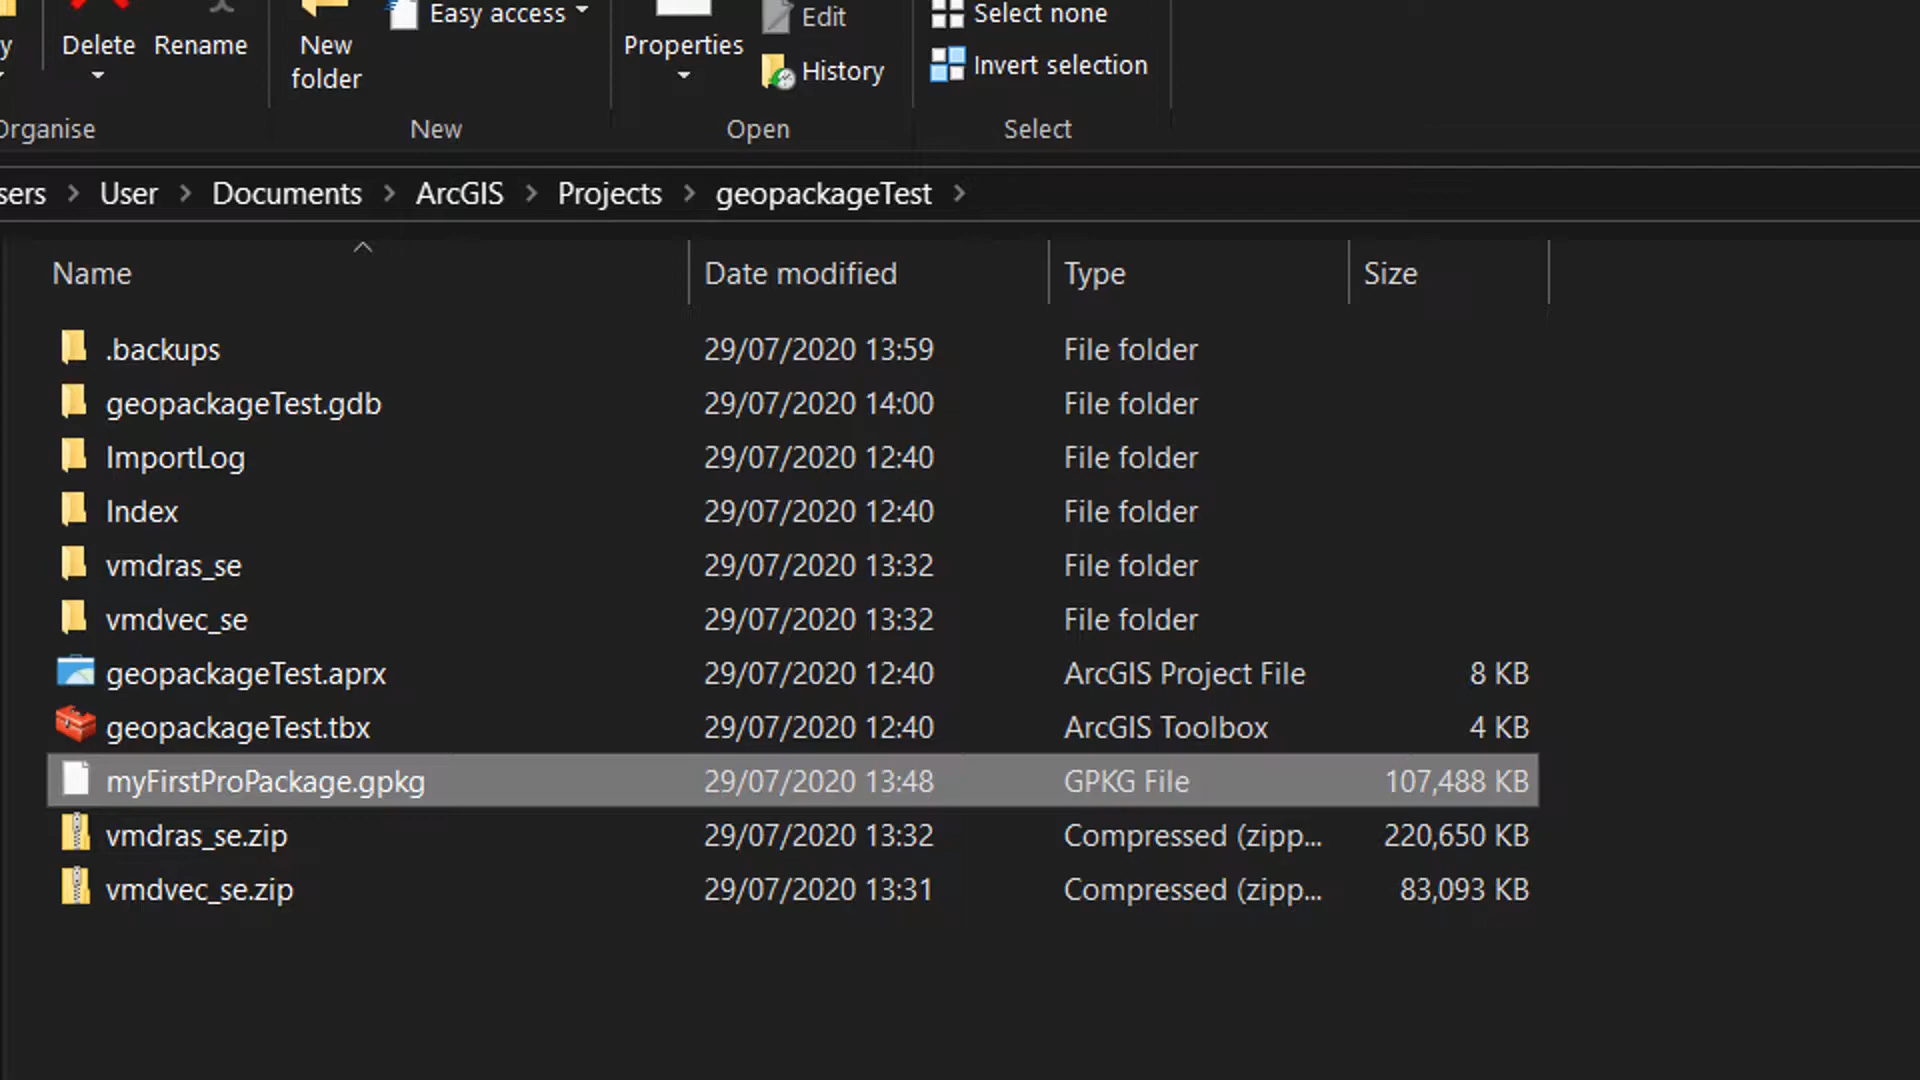 Easy access
Edit
Select none
Delete
Rename
New
folder
Properties
History
Invert selection
Organise
New
Open
Select
sers > User > Documents > ArcGIS > Projects > geopackageTest >
Name Date modified Type Size
.backups 29/07/2020 13:59 File folder
geopackageTest.gdb 29/07/2020 14:00 File folder
ImportLog 29/07/2020 12:40 File folder
Index 29/07/2020 12:40 File folder
vmdras_se 29/07/2020 13:32 File folder
vmdvec_se 29/07/2020 13:32 File folder
geopackageTest.aprx 29/07/2020 12:40 ArcGIS Project File 8 KB
geopackageTest.tbx 29/07/2020 12:40 ArcGIS Toolbox 4 KB
myFirstProPackage.gpkg 29/07/2020 13:48 GPKG File 107,488 KB
vmdras_se.zip 29/07/2020 13:32 Compressed (zipp... 220,650 KB
vmdvec_se.zip 29/07/2020 13:31 Compressed (zipp... 83,093 KB